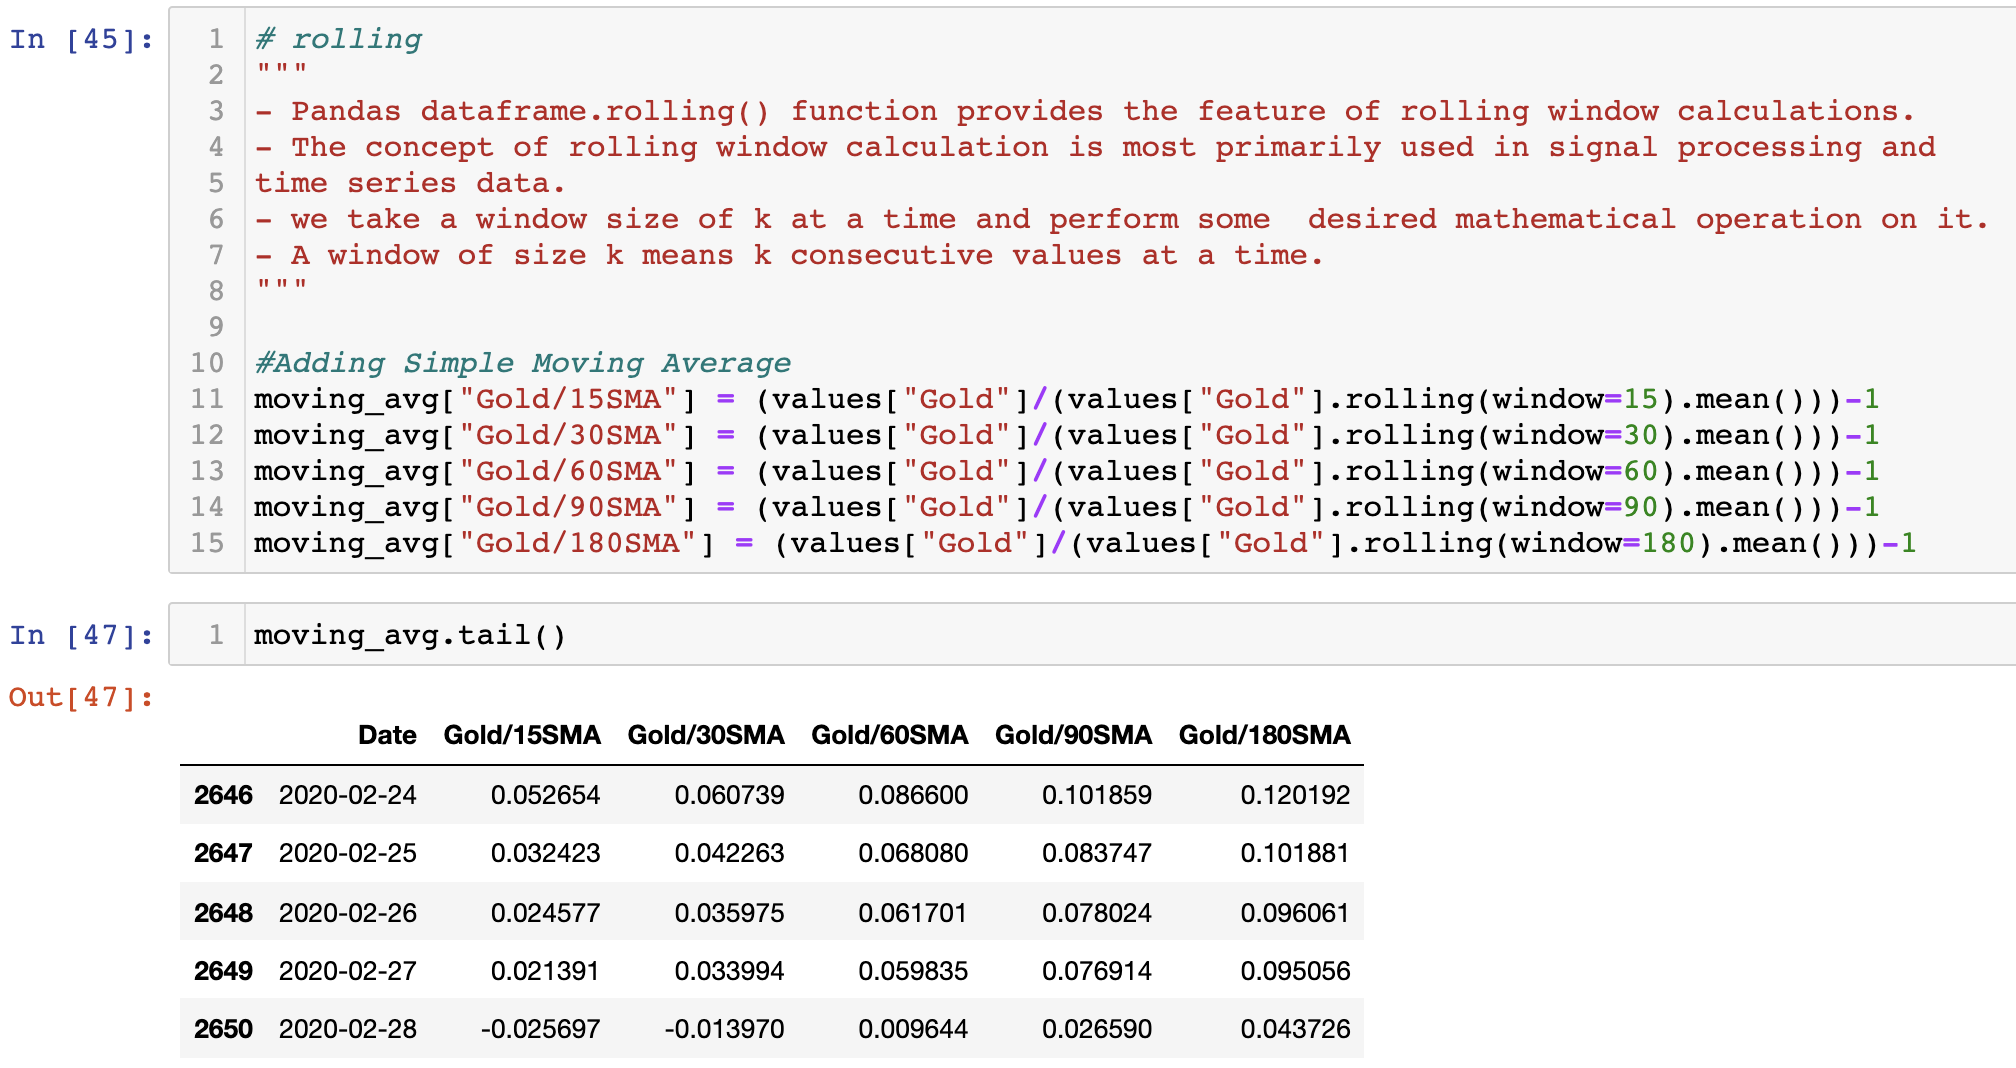 In [45]:
1 # rolling
2 """
3 - Pandas dataframe.rolling() function provides the feature of rolling window calculations.
4 - The concept of rolling window calculation is most primarily used in signal processing and
5 time series data.
6 - we take a window size of k at a time and perform some  desired mathematical operation on it.
7 - A window of size k means k consecutive values at a time.
8 """
9
10 #Adding Simple Moving Average
11 moving_avg["Gold/15SMA"] = (values["Gold"]/(values["Gold"].rolling(window=15).mean()))-1
12 moving_avg["Gold/30SMA"] = (values["Gold"]/(values["Gold"].rolling(window=30).mean()))-1
13 moving_avg["Gold/60SMA"] = (values["Gold"]/(values["Gold"].rolling(window=60).mean()))-1
14 moving_avg["Gold/90SMA"] = (values["Gold"]/(values["Gold"].rolling(window=90).mean()))-1
15 moving_avg["Gold/180SMA"] = (values["Gold"]/(values["Gold"].rolling(window=180).mean()))-1
In [47]:
1 moving_avg.tail()
Out[47]:
Date Gold/15SMA Gold/30SMA Gold/60SMA Gold/90SMA Gold/180SMA
2646 2020-02-24 0.052654 0.060739 0.086600 0.101859 0.120192
2647 2020-02-25 0.032423 0.042263 0.068080 0.083747 0.101881
2648 2020-02-26 0.024577 0.035975 0.061701 0.078024 0.096061
2649 2020-02-27 0.021391 0.033994 0.059835 0.076914 0.095056
2650 2020-02-28 -0.025697 -0.013970 0.009644 0.026590 0.043726